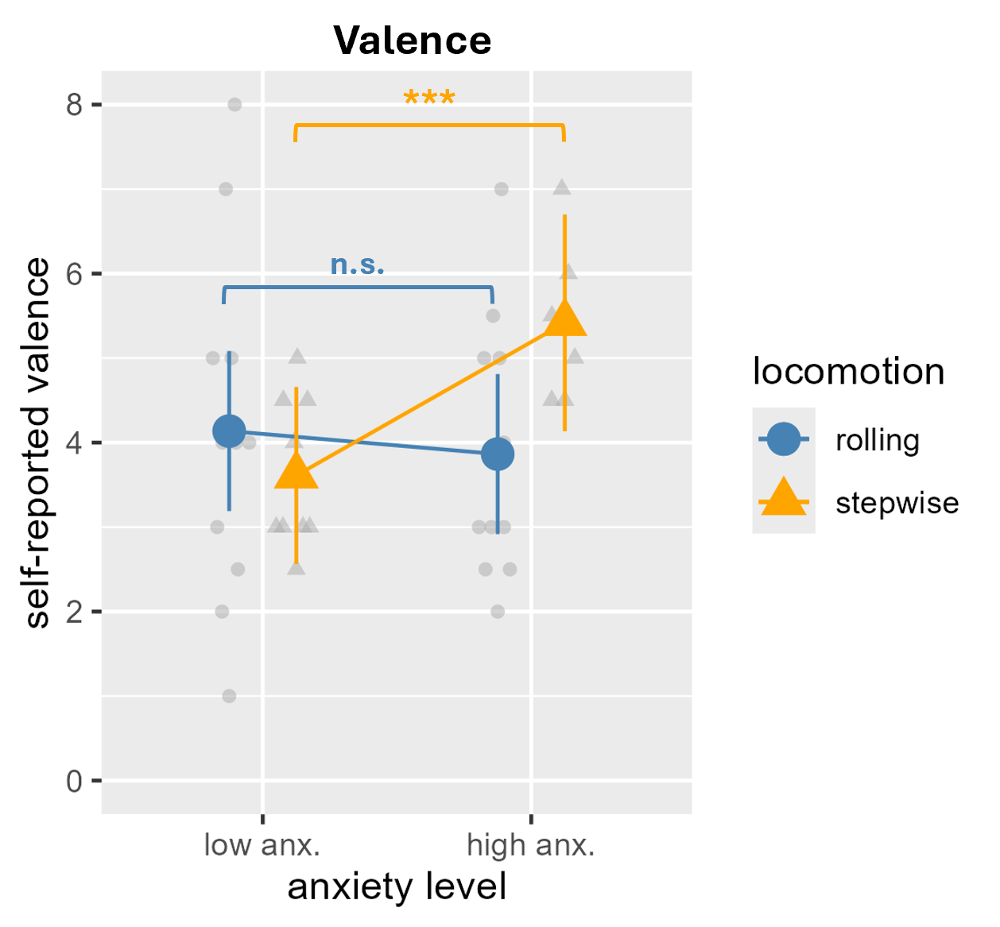 Valence
***
n.s.
8
6
4
2
0
self-reported valence
low anx.
high anx.
anxiety level
locomotion
rolling
stepwise